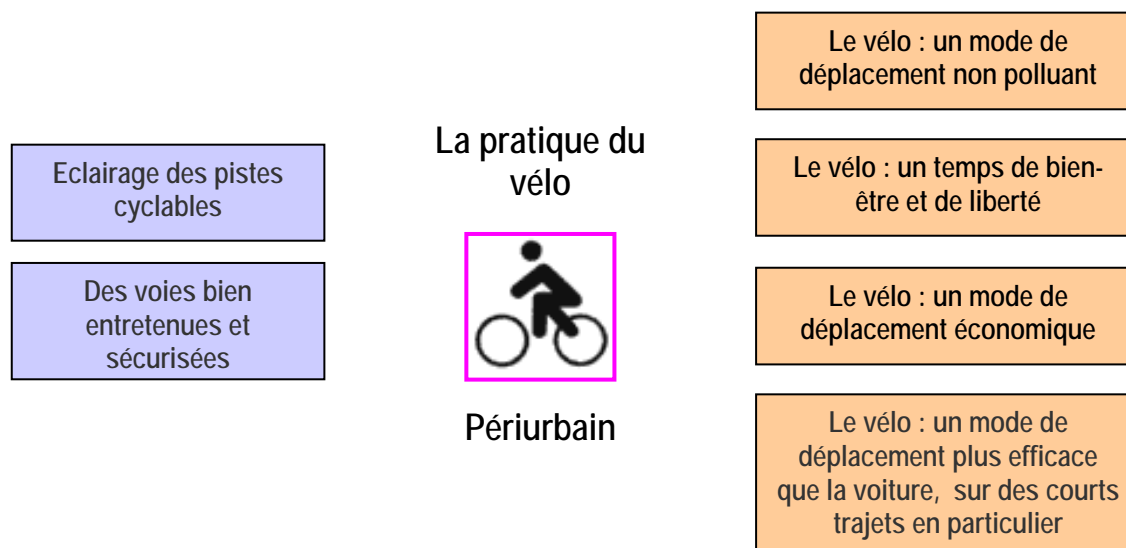 Eclairage des pistes
cyclables
Des voies bien
entretenues et
sécurisées
La pratique du
vélo
Périurbain
Le vélo : un mode de
déplacement non polluant
Le vélo : un temps de bien-
être et de liberté
Le vélo : un mode de
déplacement économique
Le vélo : un mode de
déplacement plus efficace
que la voiture, sur des courts
trajets en particulier